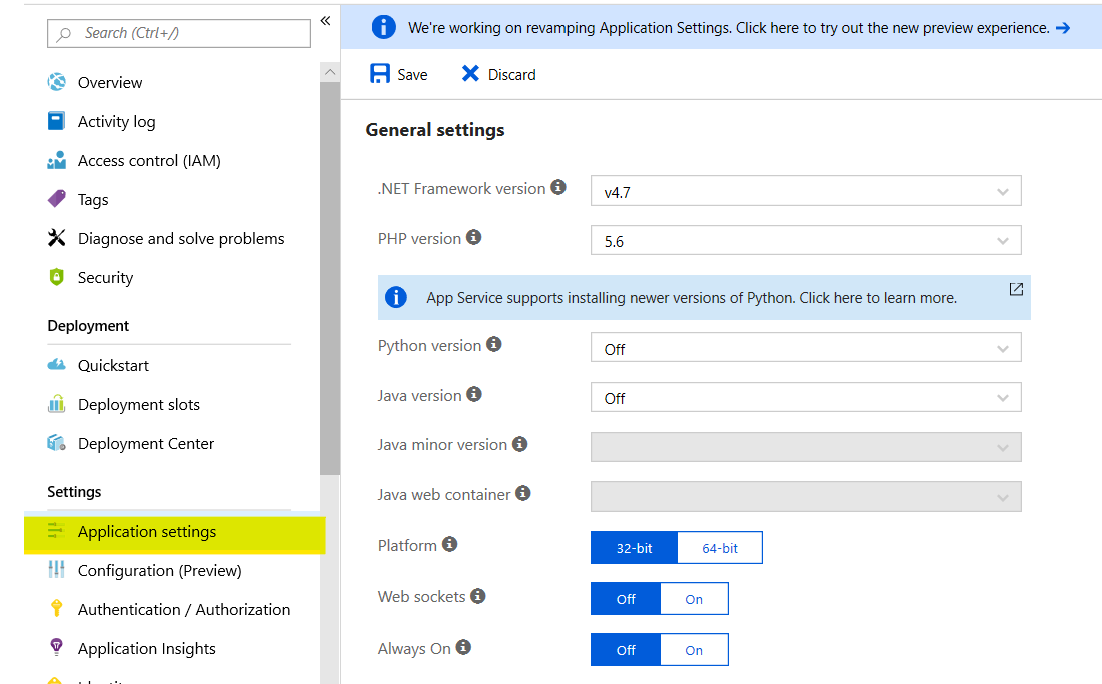 Search (Ctrl+/)
«
Overview
Activity log
Access control (IAM)
Tags
Diagnose and solve problems
Security
Deployment
Quickstart
Deployment slots
Deployment Center
Settings
Application settings
Configuration (Preview)
Authentication / Authorization
Application Insights
We're working on revamping Application Settings. Click here to try out the new preview experience. →
Save Discard
General settings
.NET Framework version v4.7
PHP version 5.6
App Service supports installing newer versions of Python. Click here to learn more.
Python version Off
Java version Off
Java minor version
Java web container
Platform 32-bit 64-bit
Web sockets Off On
Always On Off On